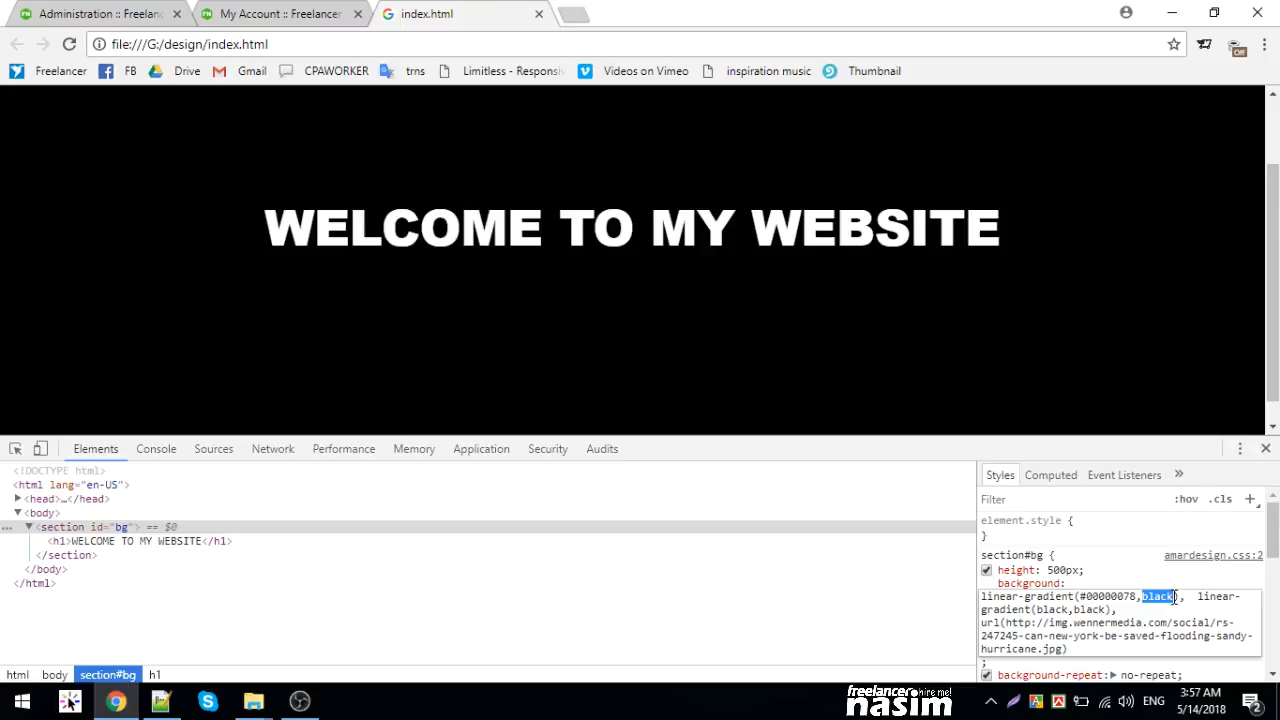 Administration :: Freelanc
My Account :: Freelancer
index.html
file:///G:/design/index.html
Freelancer
FB
Drive
Gmail
CPAWORKER
trns
Limitless - Responsiv
Videos on Vimeo
inspiration music
Thumbnail
Off
WELCOME TO MY WEBSITE
Elements
Console
Sources
Network
Performance
Memory
Application
Security
Audits
<!DOCTYPE html>
<html lang="en-US">
<head>…</head>
<body>
… <section id="bg"> == $0
<h1>WELCOME TO MY WEBSITE</h1>
</section>
</body>
</html>
html body section#bg h1
Styles Computed Event Listeners »
Filter :hov .cls +
element.style {
}
section#bg { amardesign.css:2
height: 500px;
background:
linear-gradient(#00000078,black), linear-
gradient(black,black),
url(http://img.wennermedia.com/social/rs-
247245-can-new-york-be-saved-flooding-sandy-
hurricane.jpg)
;
background-repeat: no-repeat;
freelancer hire me!
nasim
ENG
3:57 AM
5/14/2018
2